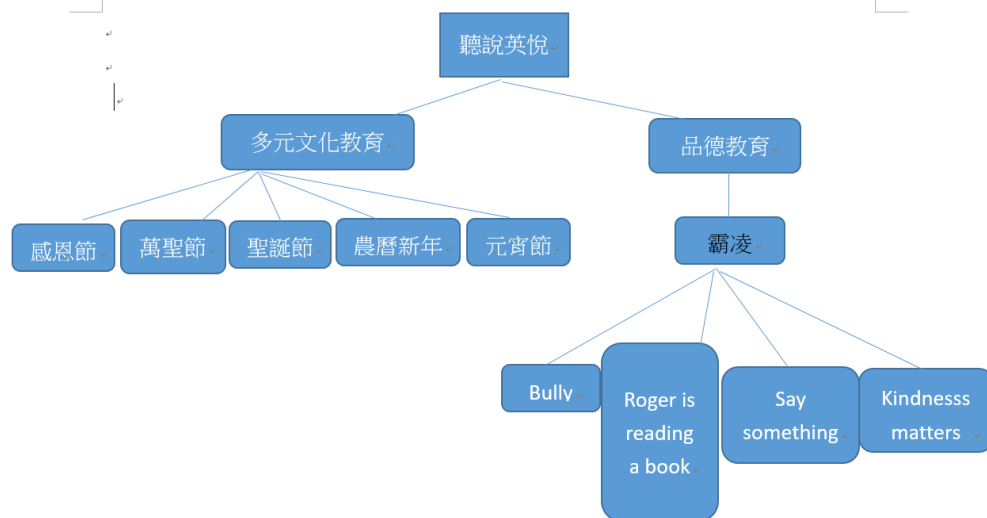 聽說英悅
多元文化教育
品德教育
感恩節
萬聖節
聖誕節
農曆新年
元宵節
霸凌
Bully
Roger is
reading
a book
Say
something
Kindnesss
matters